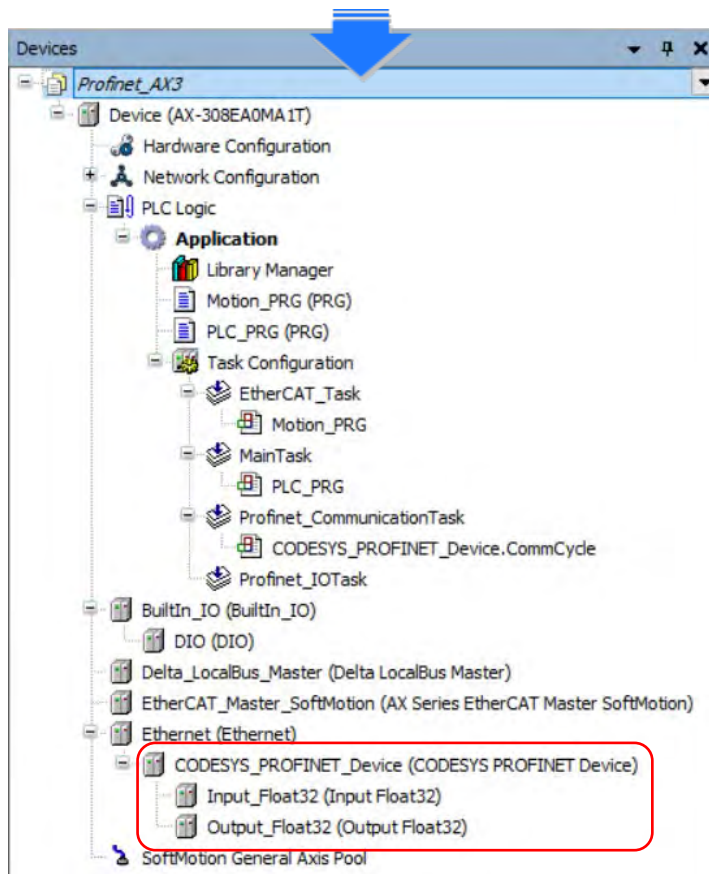 Devices
Profinet_AX3
Device (AX-308EA0MA1T)
Hardware Configuration
Network Configuration
PLC Logic
Application
Library Manager
Motion_PRG (PRG)
PLC_PRG (PRG)
Task Configuration
EtherCAT_Task
Motion_PRG
MainTask
PLC_PRG
Profinet_CommunicationTask
CODESYS_PROFINET_Device.CommCycle
Profinet_IOTask
BuiltIn_IO (BuiltIn_IO)
DIO (DIO)
Delta_LocalBus_Master (Delta LocalBus Master)
EtherCAT_Master_SoftMotion (AX Series EtherCAT Master SoftMotion)
Ethernet (Ethernet)
CODESYS_PROFINET_Device (CODESYS PROFINET Device)
Input_Float32 (Input Float32)
Output_Float32 (Output Float32)
SoftMotion General Axis Pool